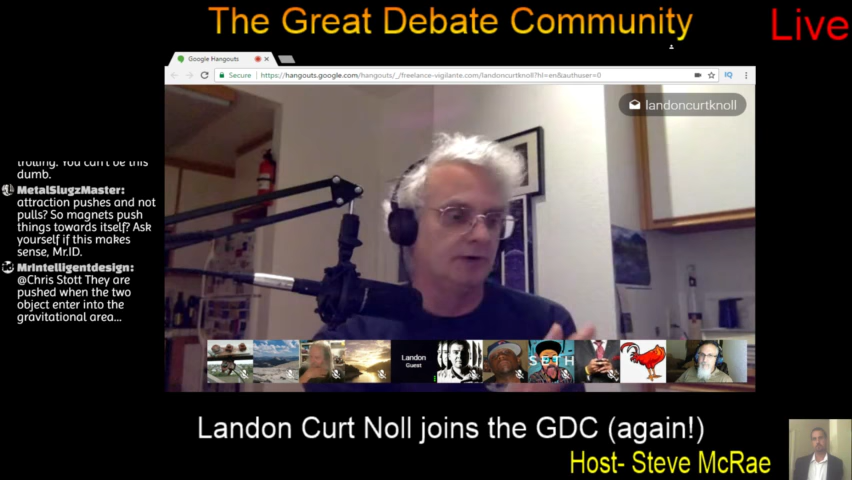 The Great Debate Community
Live
Google Hangouts
Secure
https://hangouts.google.com/hangouts/_/freelance-vigilante.com/landoncurtknoll?hl=en&authuser=0
IQ
landoncurtknoll
trolling. You can't be this
dumb.
MetalSlugzMaster:
attraction pushes and not
pulls? So magnets push
things towards itself? Ask
yourself if this makes
sense, Mr.ID.
MrIntelligentdesign:
@Chris Stott They are
pushed when the two
object enter into the
gravitational area...
Landon
Guest
SETH
Landon Curt Noll joins the GDC (again!)
Host- Steve McRae